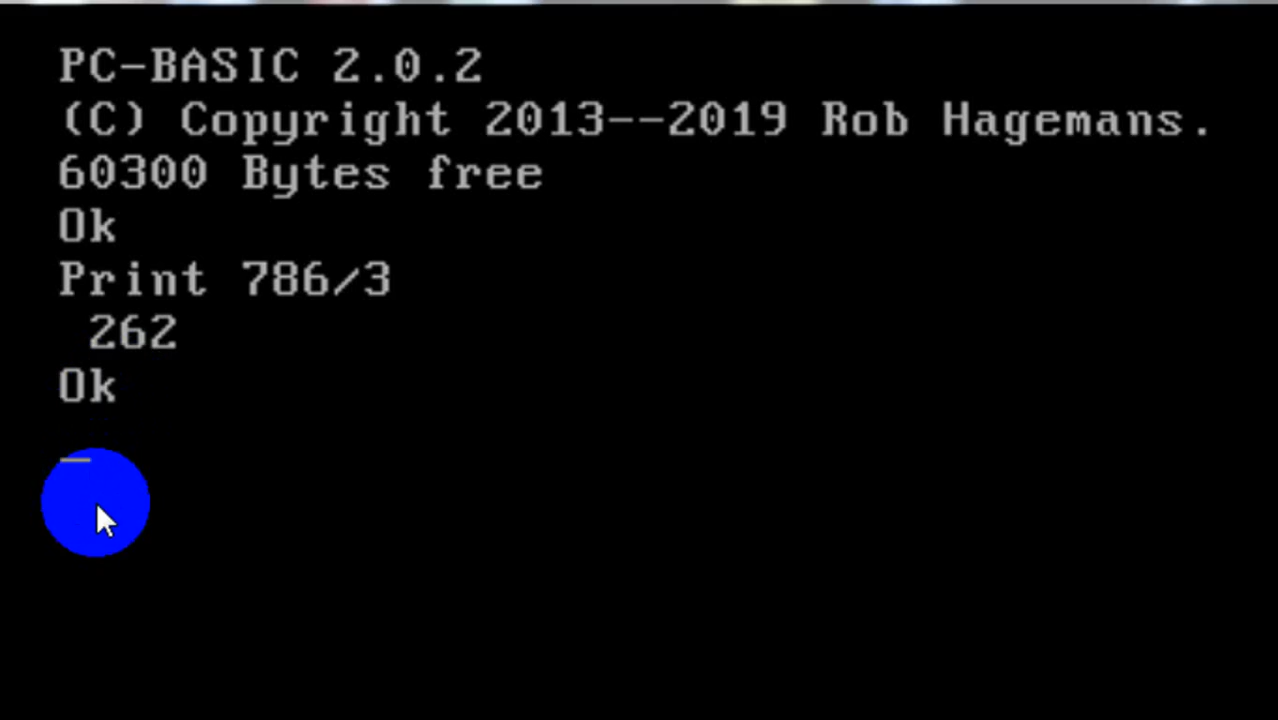 PC-BASIC 2.0.2
(C) Copyright 2013--2019 Rob Hagemans.
60300 Bytes free
Ok
Print 786/3
262
Ok